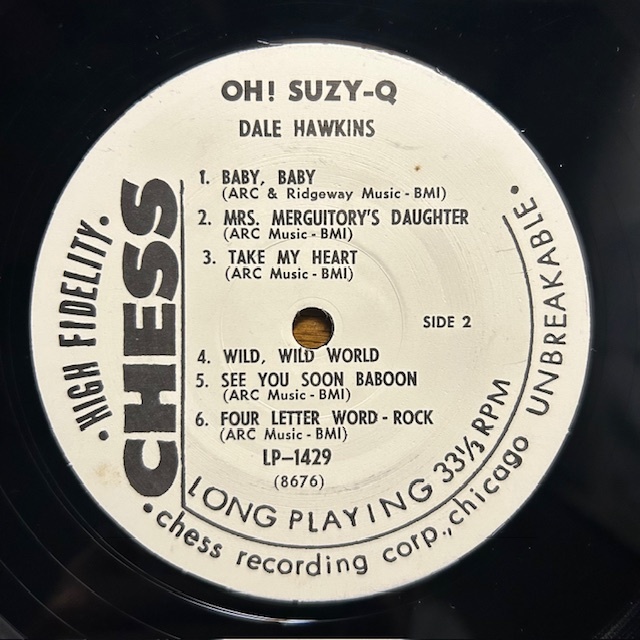 OH! SUZY-Q
DALE HAWKINS
1. BABY, BABY
(ARC & Ridgeway Music - BMI)
2. MRS. MERGUITORY'S DAUGHTER
(ARC Music - BMI)
3. TAKE MY HEART
(ARC Music - BMI)
SIDE 2
4. WILD, WILD WORLD
5. SEE YOU SOON BABOON
(ARC Music - BMI)
6. FOUR LETTER WORD - ROCK
(ARC Music - BMI)
LP-1429
(8676)
• HIGH FIDELITY •
CHESS
LONG PLAYING 33⅓ RPM
• chess recording corp., chicago UNBREAKABLE •